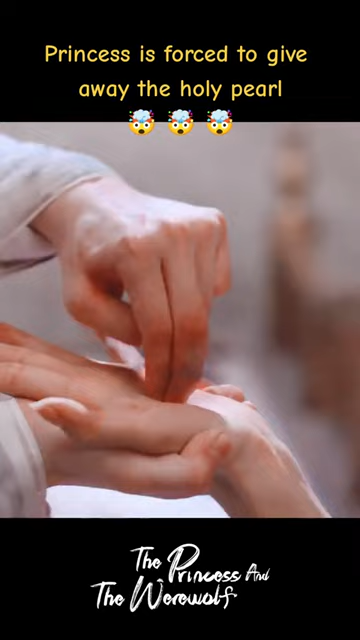 Princess is forced to give
away the holy pearl
🤯 🤯 🤯
The Princess And
The Werewolf